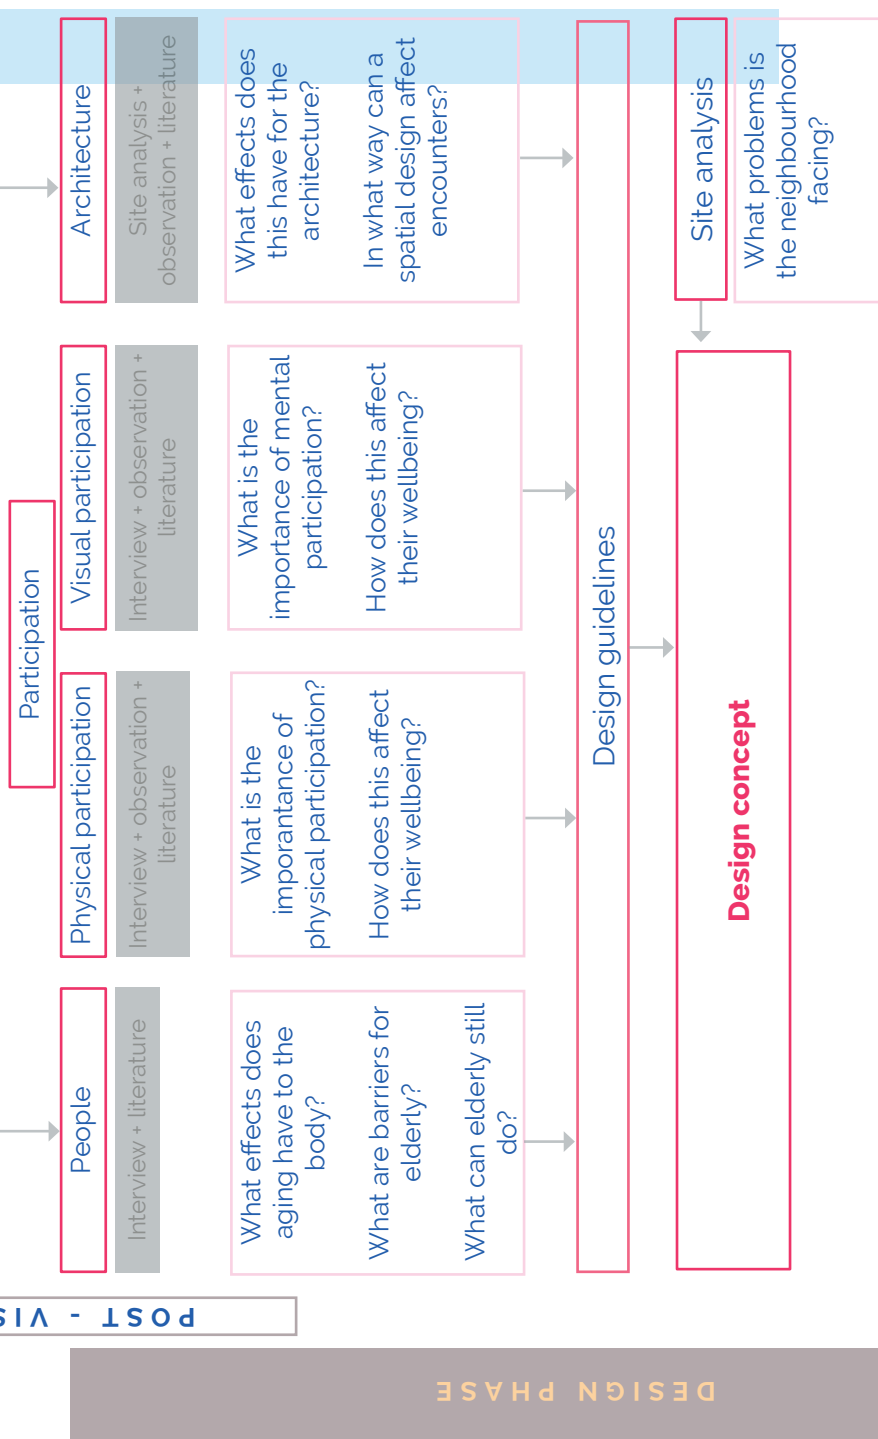 People
Interview + literature
What effects does
aging have to the
body?
What are barriers for
elderly?
What can elderly still
do?
Participation
Physical participation
Interview + observation +
literature
What is the
imporantance of
physical participation?
How does this affect
their wellbeing?
Visual participation
Interview + observation +
literature
What is the
importance of mental
participation?
How does this affect
their wellbeing?
Architecture
Site analysis +
observation + literature
What effects does
this have for the
architecture?
In what way can a
spatial design affect
encounters?
Design guidelines
Site analysis
What problems is
the neighbourhood
facing?
Design concept
POST - VIS
DESIGN PHASE